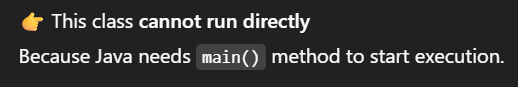 👉 This class cannot run directly
Because Java needs main() method to start execution.